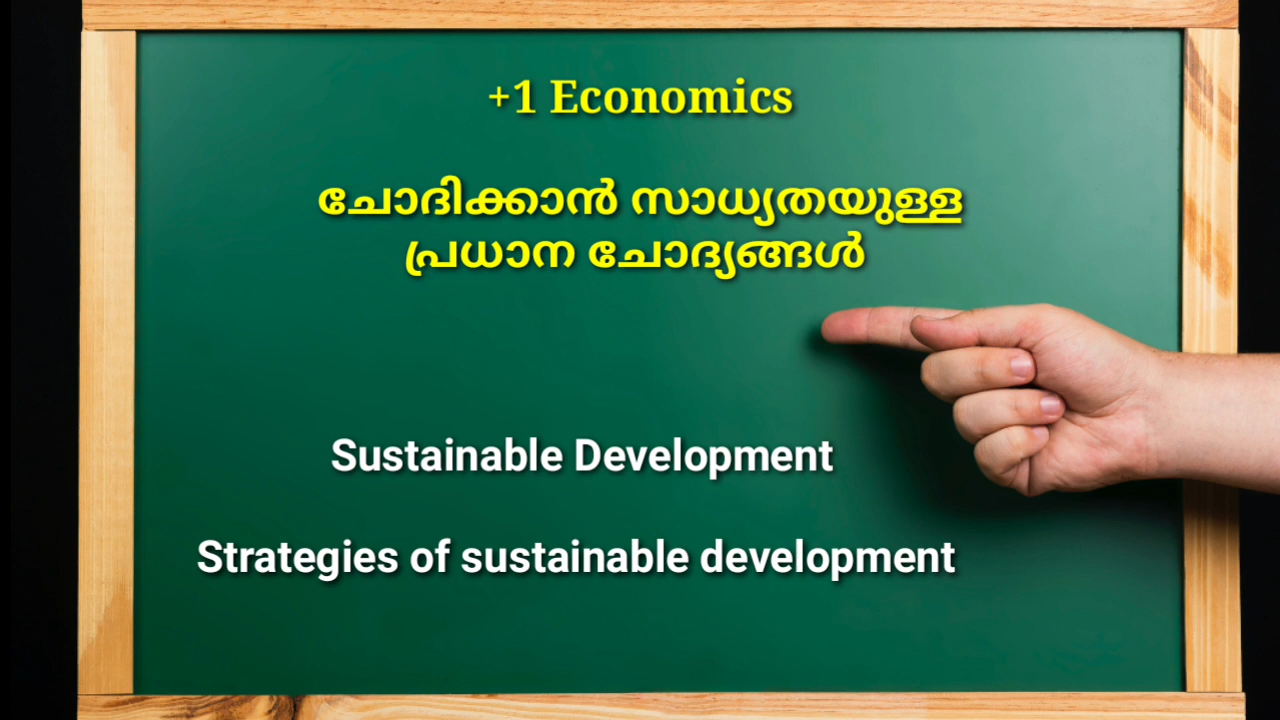 +1 Economics
ചോദിക്കാൻ സാധ്യതയുള്ള
പ്രധാന ചോദ്യങ്ങൾ
Sustainable Development
Strategies of sustainable development